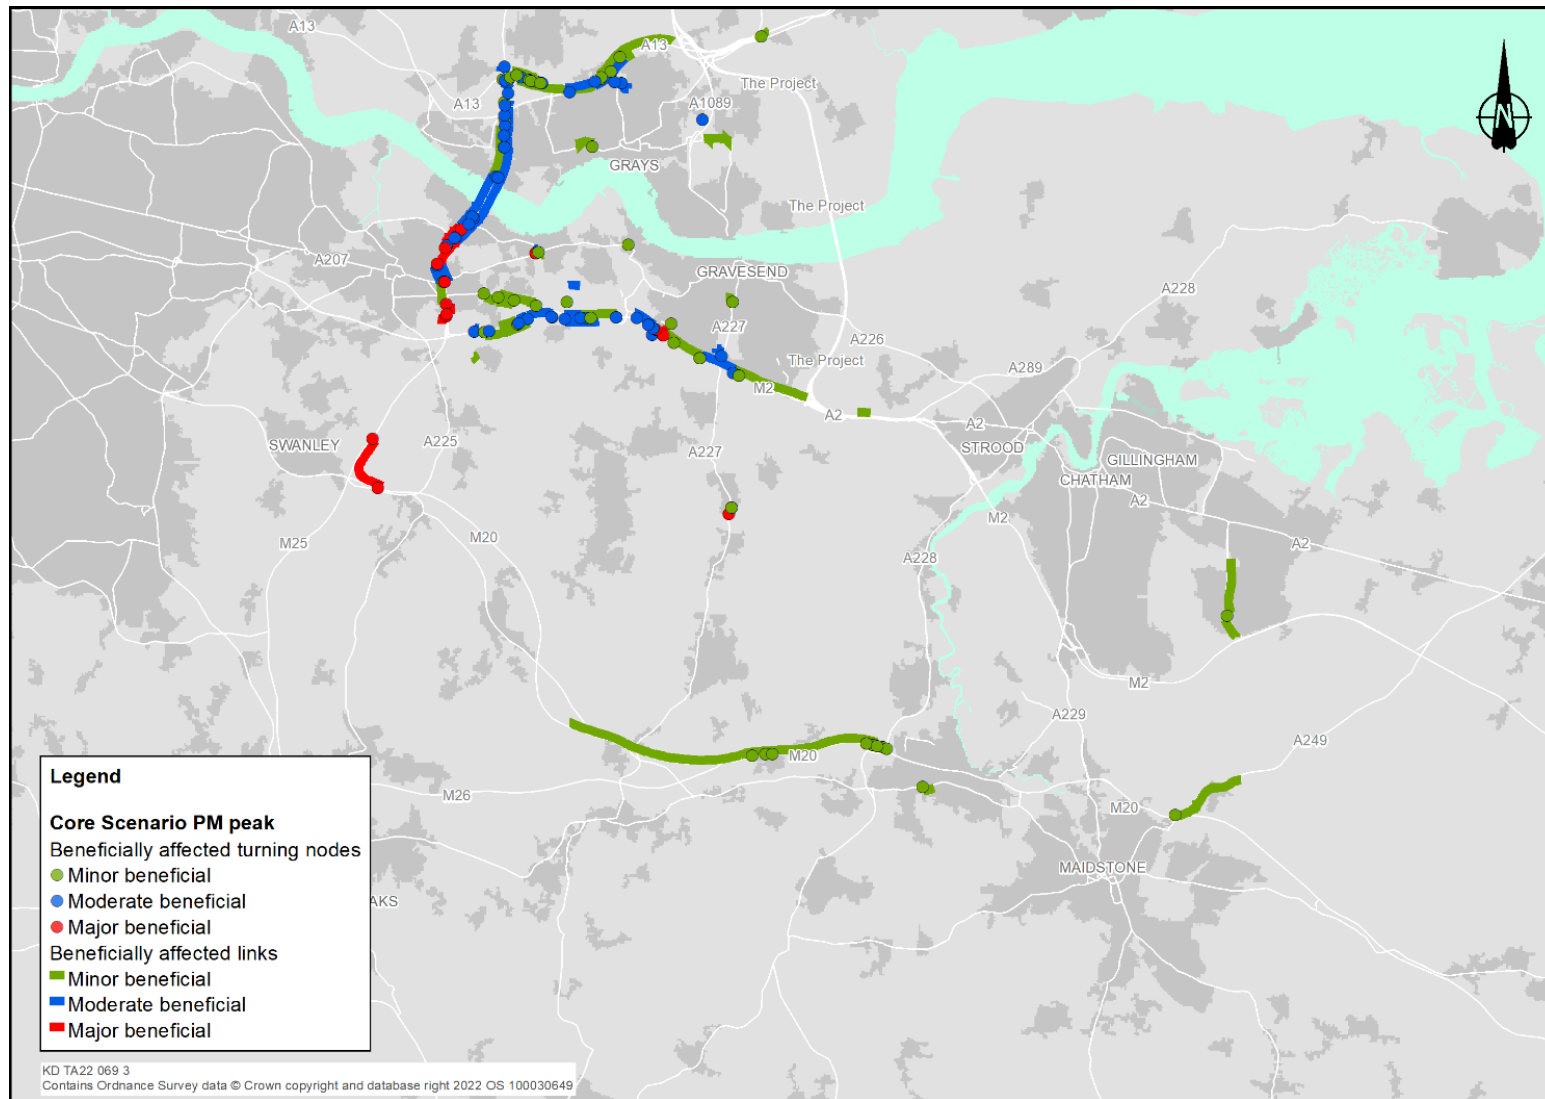 A13
A13
The Project
A13
A1089
N
GRAYS
The Project
A207
GRAVESEND
A228
A227
A226
The Project
A289
M2
A2
A2
SWANLEY
A225
A227
STROOD
GILLINGHAM
CHATHAM
A2
M25
M20
M2
A228
A2
M2
A229
A249
M20
M26
M20
MAIDSTONE
AKS
Legend
Core Scenario PM peak
Beneficially affected turning nodes
Minor beneficial
Moderate beneficial
Major beneficial
Beneficially affected links
Minor beneficial
Moderate beneficial
Major beneficial
KD TA22 069 3
Contains Ordnance Survey data © Crown copyright and database right 2022 OS 100030649